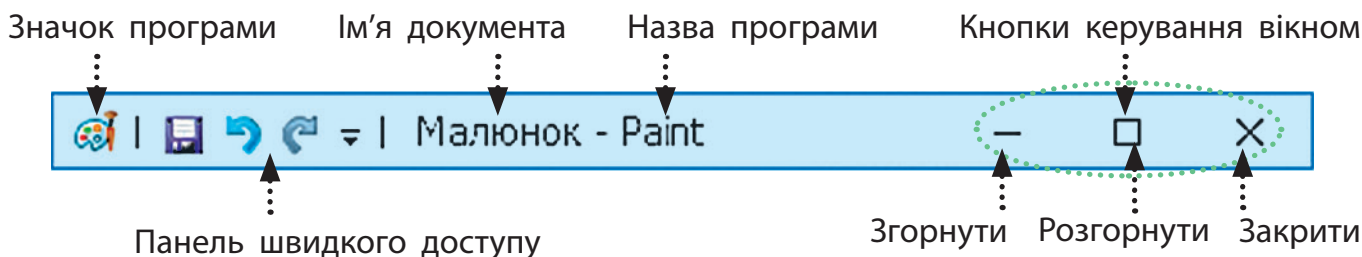 Значок програми Ім'я документа Назва програми Кнопки керування вікном
Малюнок - Paint
Згорнути Розгорнути Закрити
Панель швидкого доступу